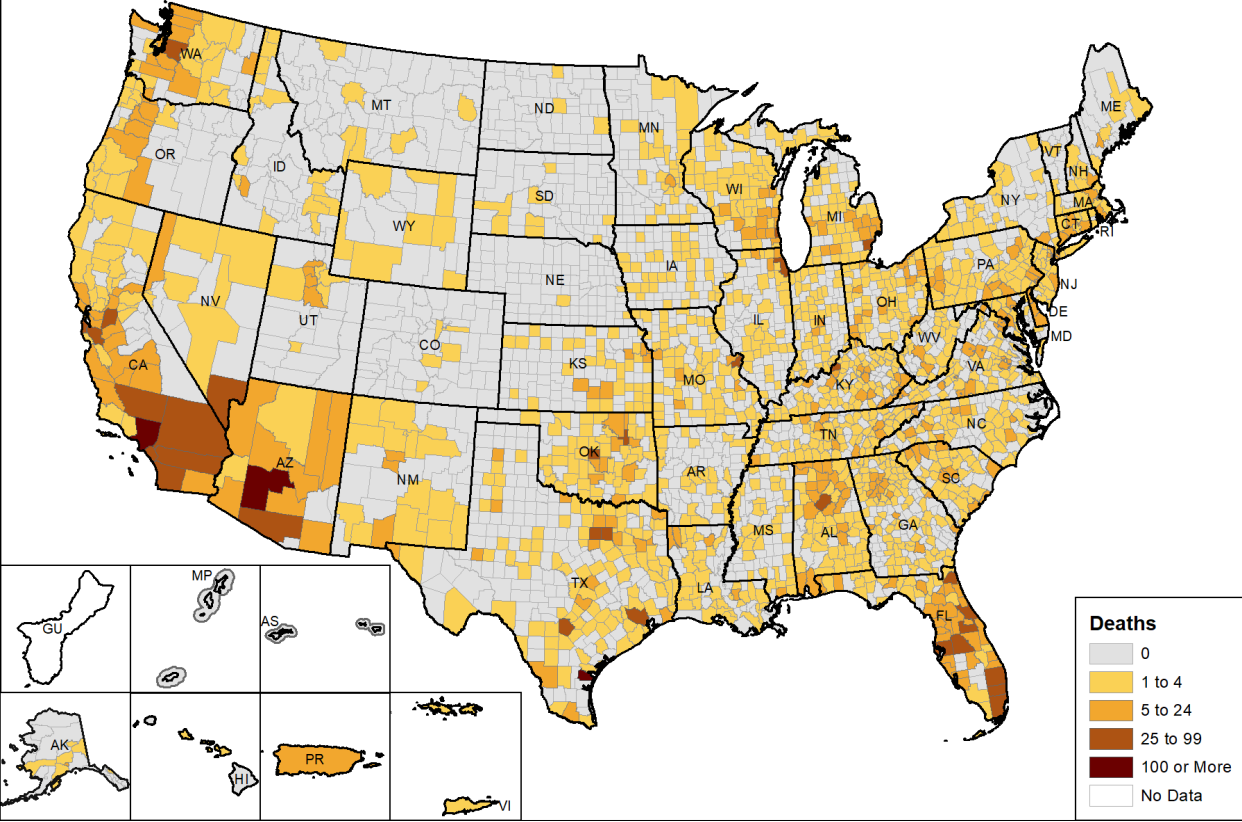 WA
MT
ND
MN
ME
OR
ID
SD
WI
VT
NH
NY
MA
MI
CT
RI
WY
IA
PA
NE
NJ
NV
UT
OH
DE
IL
IN
CO
WV
MD
CA
KS
MO
KY
VA
NC
TN
AZ
OK
AR
SC
NM
MS
AL
GA
TX
LA
FL
MP
AS
GU
AK
HI
PR
VI
Deaths
0
1 to 4
5 to 24
25 to 99
100 or More
No Data